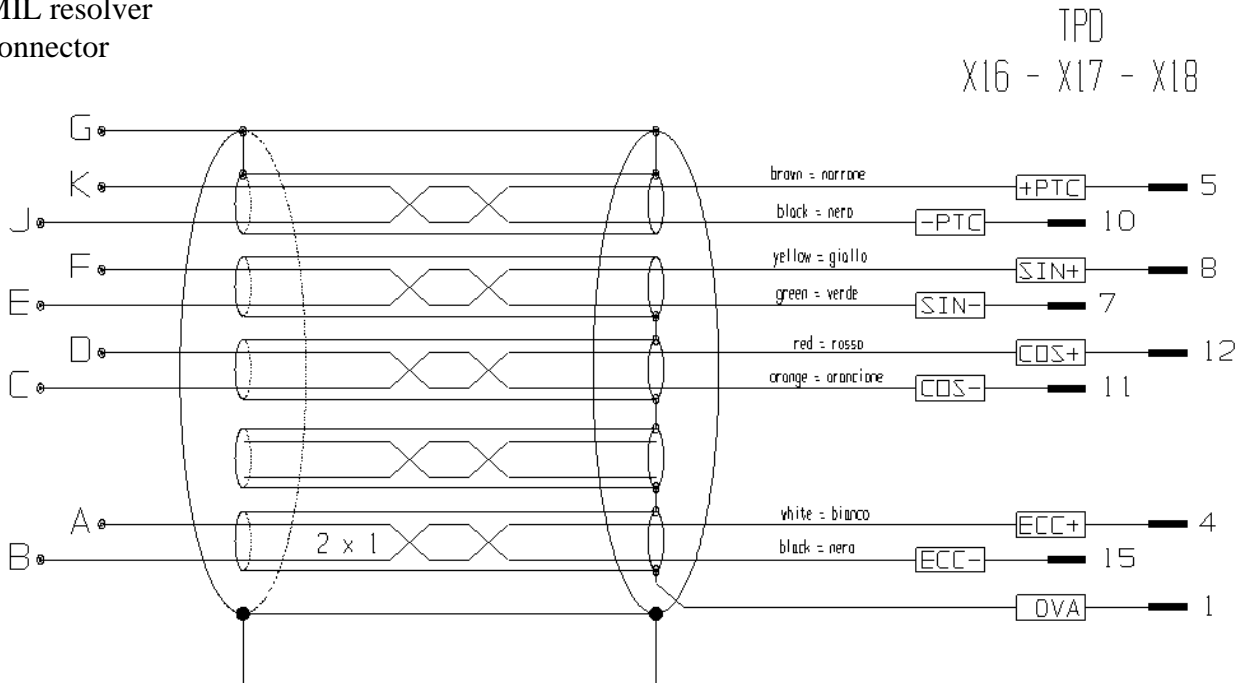 MIL resolver
connector
TPD
X16 - X17 - X18
G
K brown = marrone +PTC 5
J black = nero -PTC 10
F yellow = giallo SIN+ 8
E green = verde SIN- 7
D red = rosso COS+ 12
C orange = arancione COS- 11
A white = bianco ECC+ 4
B 2 x 1 black = nero ECC- 15
0VA 1